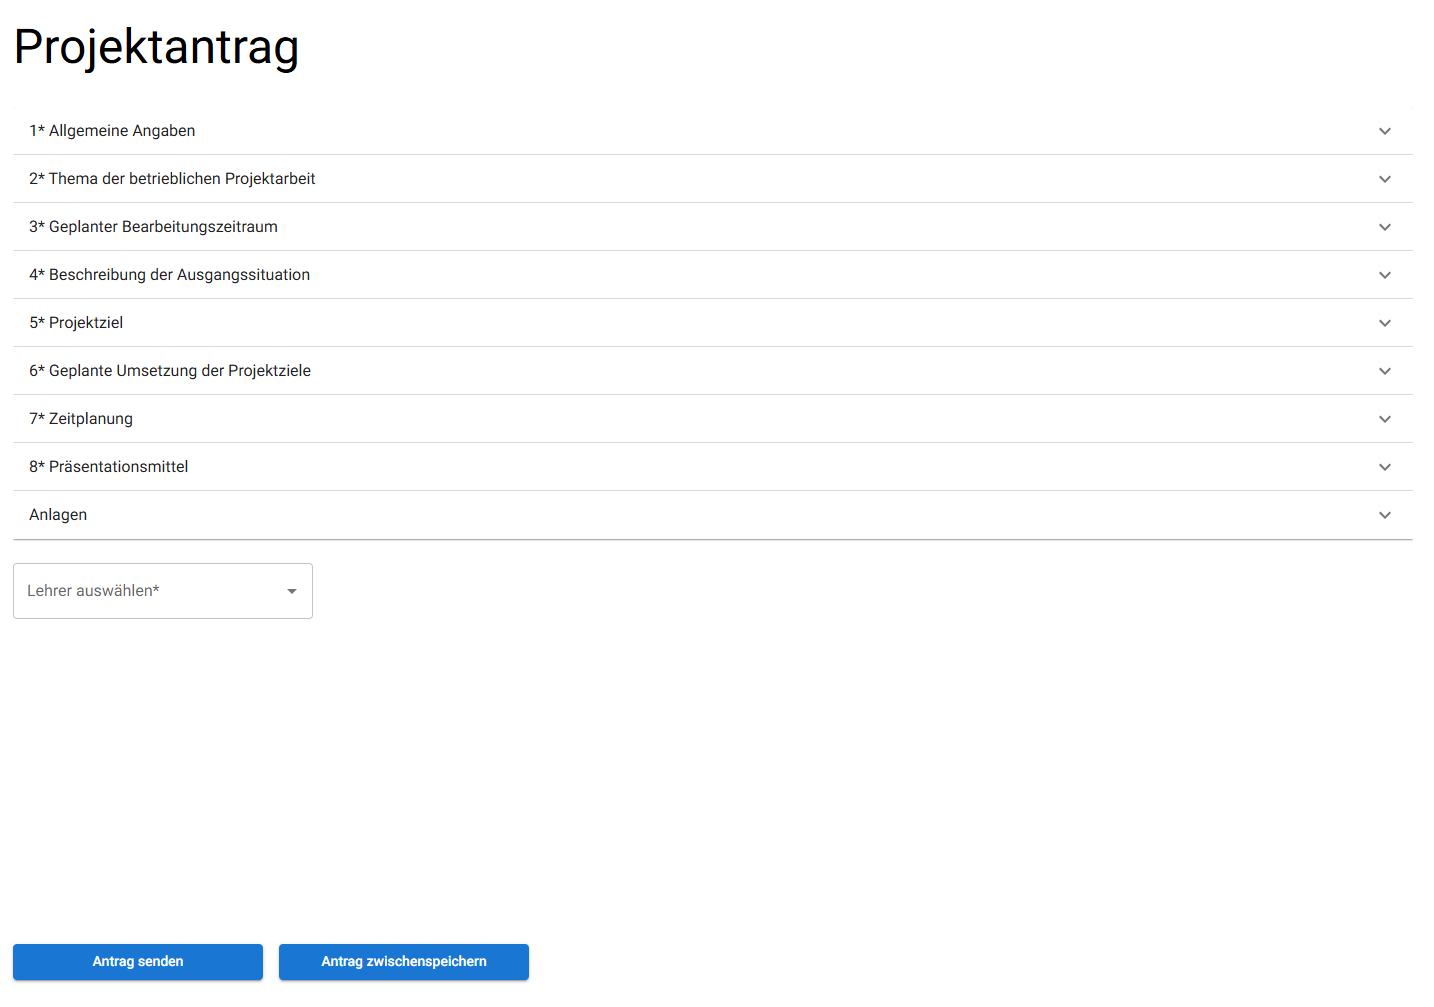 Projektantrag
1* Allgemeine Angaben
2* Thema der betrieblichen Projektarbeit
3* Geplanter Bearbeitungszeitraum
4* Beschreibung der Ausgangssituation
5* Projektziel
6* Geplante Umsetzung der Projektziele
7* Zeitplanung
8* Präsentationsmittel
Anlagen
Lehrer auswählen*
Antrag senden
Antrag zwischenspeichern